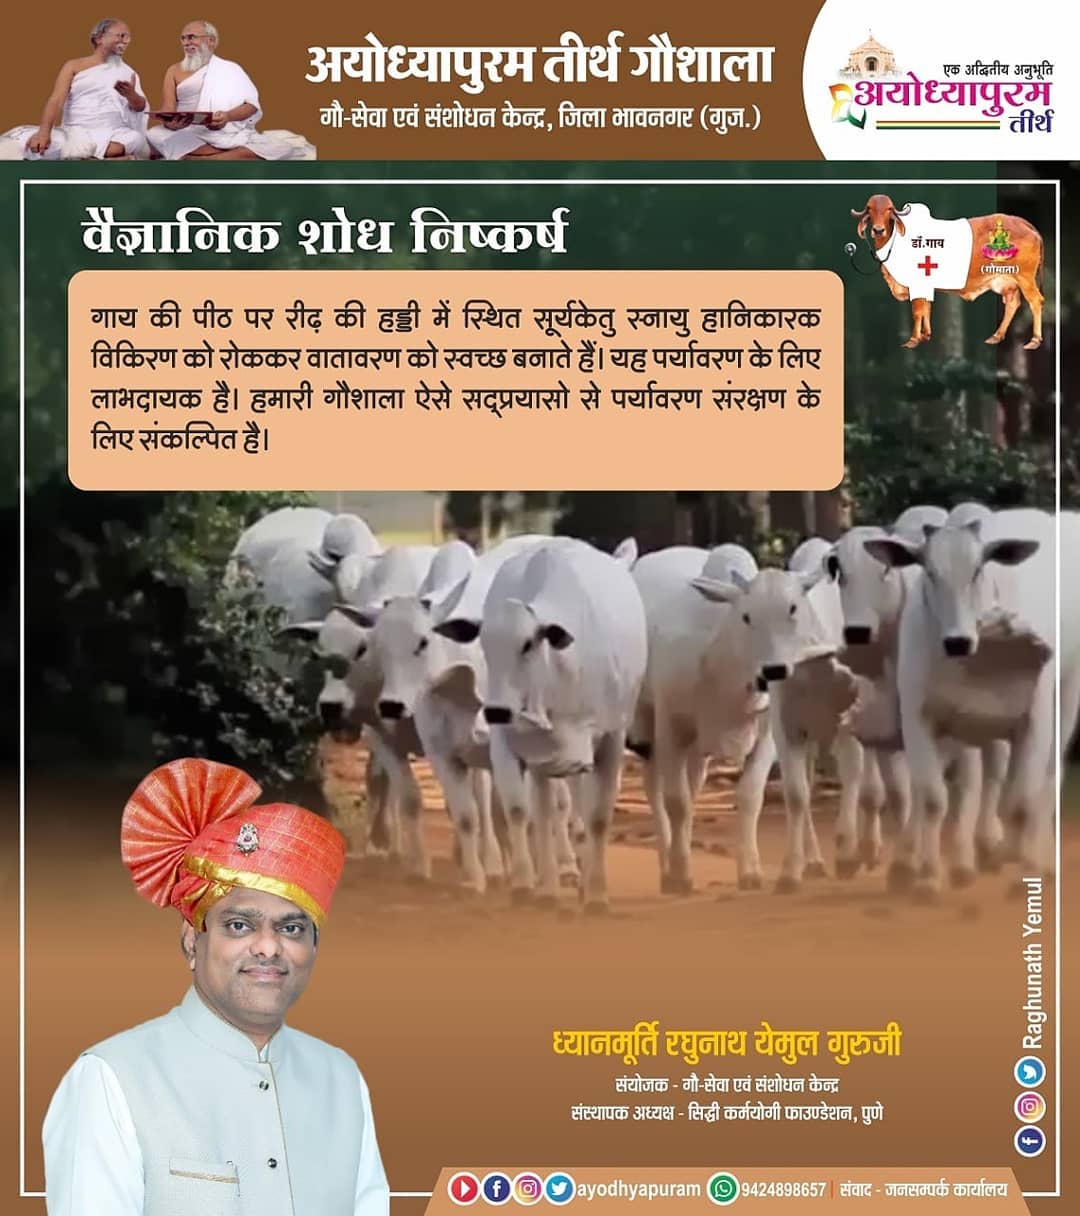 अयोध्यापुरम तीर्थ गौशाला
गौ-सेवा एवं संशोधन केन्द्र, जिला भावनगर (गुज.)
एक अद्वितीय अनुभूति
अयोध्यापुरम
तीर्थ
वैज्ञानिक शोध निष्कर्ष
डॉ.गाय
(गोमाता)
गाय की पीठ पर रीढ़ की हड्डी में स्थित सूर्यकेतु स्नायु हानिकारक
विकिरण को रोककर वातावरण को स्वच्छ बनाते हैं। यह पर्यावरण के लिए
लाभदायक है। हमारी गौशाला ऐसे सद्प्रयासो से पर्यावरण संरक्षण के
लिए संकल्पित है।
Raghunath Yemul
ध्यानमूर्ति रघुनाथ येमुल गुरुजी
संयोजक - गौ-सेवा एवं संशोधन केन्द्र
संस्थापक अध्यक्ष - सिद्धी कर्मयोगी फाउण्डेशन, पुणे
ayodhyapuram 9424898657 | संवाद - जनसम्पर्क कार्यालय